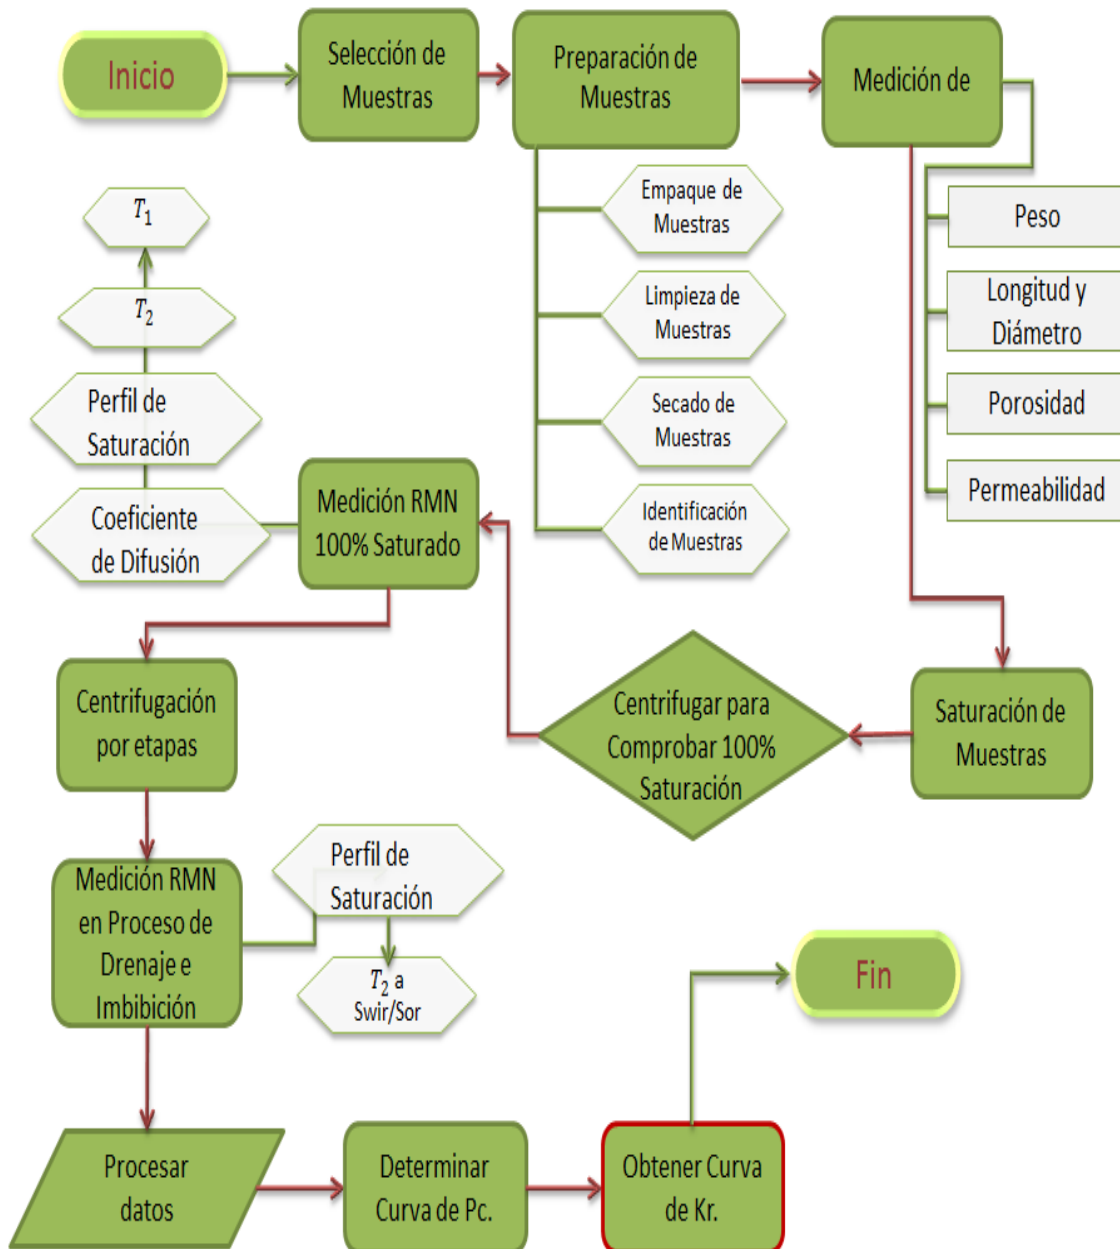 Inicio
Selección de
Muestras
Preparación de
Muestras
Medición de
Empaque de
Muestras
Limpieza de
Muestras
Secado de
Muestras
Identificación
de Muestras
Peso
Longitud y
Diámetro
Porosidad
Permeabilidad
Saturación de
Muestras
Centrifugar para
Comprobar 100%
Saturación
Medición RMN
100% Saturado
Coeficiente
de Difusión
Perfil de
Saturación
T₂
T₁
Centrifugación
por etapas
Medición RMN
en Proceso de
Drenaje e
Imbibición
Perfil de
Saturación
T₂ a
Swir/Sor
Procesar
datos
Determinar
Curva de Pc.
Obtener Curva
de Kr.
Fin